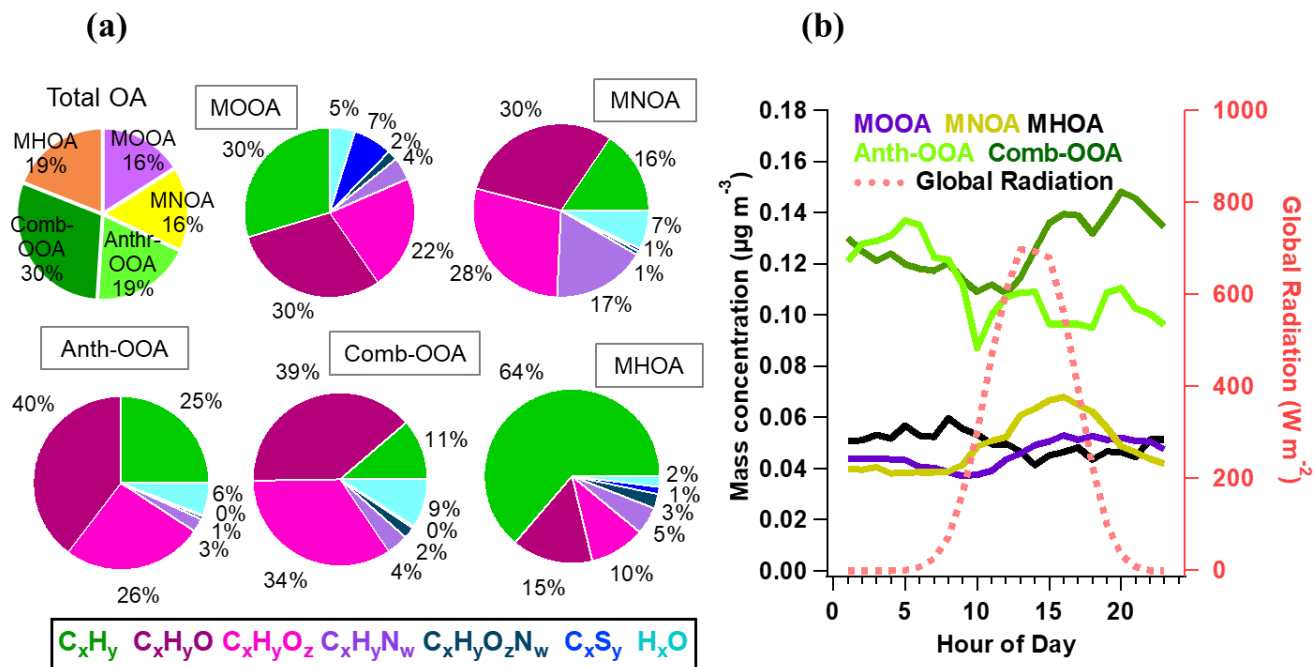 (a)
Total OA
MHOA
19%
MOOA
16%
MNOA
16%
Comb-
OOA
30%
Anthr-
OOA
19%
MOOA
5%
7%
2%
4%
22%
30%
30%
MNOA
30%
16%
7%
1%
1%
17%
28%
Anth-OOA
40%
25%
6%
0%
1%
3%
26%
Comb-OOA
39%
11%
9%
0%
2%
4%
34%
MHOA
64%
2%
1%
3%
5%
10%
15%
CxHy CxHyO CxHyOz CxHyNw CxHyOzNw CxSy HxO
(b)
MOOA MNOA MHOA
Anth-OOA Comb-OOA
Global Radiation
Mass concentration (µg m-3)
0.18
0.16
0.14
0.12
0.10
0.08
0.06
0.04
0.02
0.00
0 5 10 15 20
Hour of Day
1000
800
600
400
200
0
Global Radiation (W m-2)